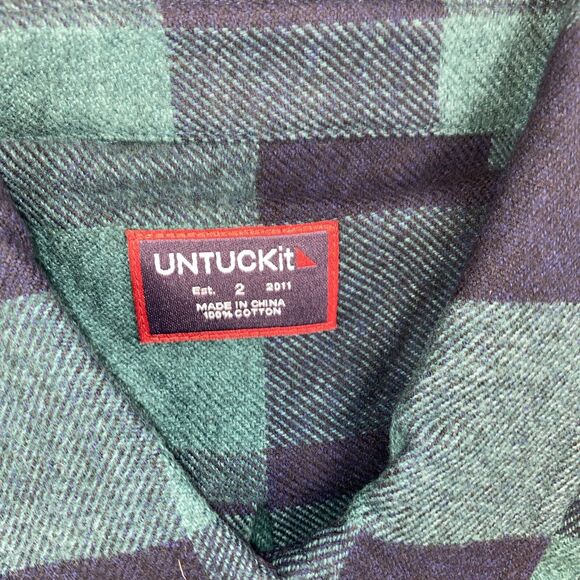 UNTUCKit
Est. 2 2011
MADE IN CHINA
100% COTTON